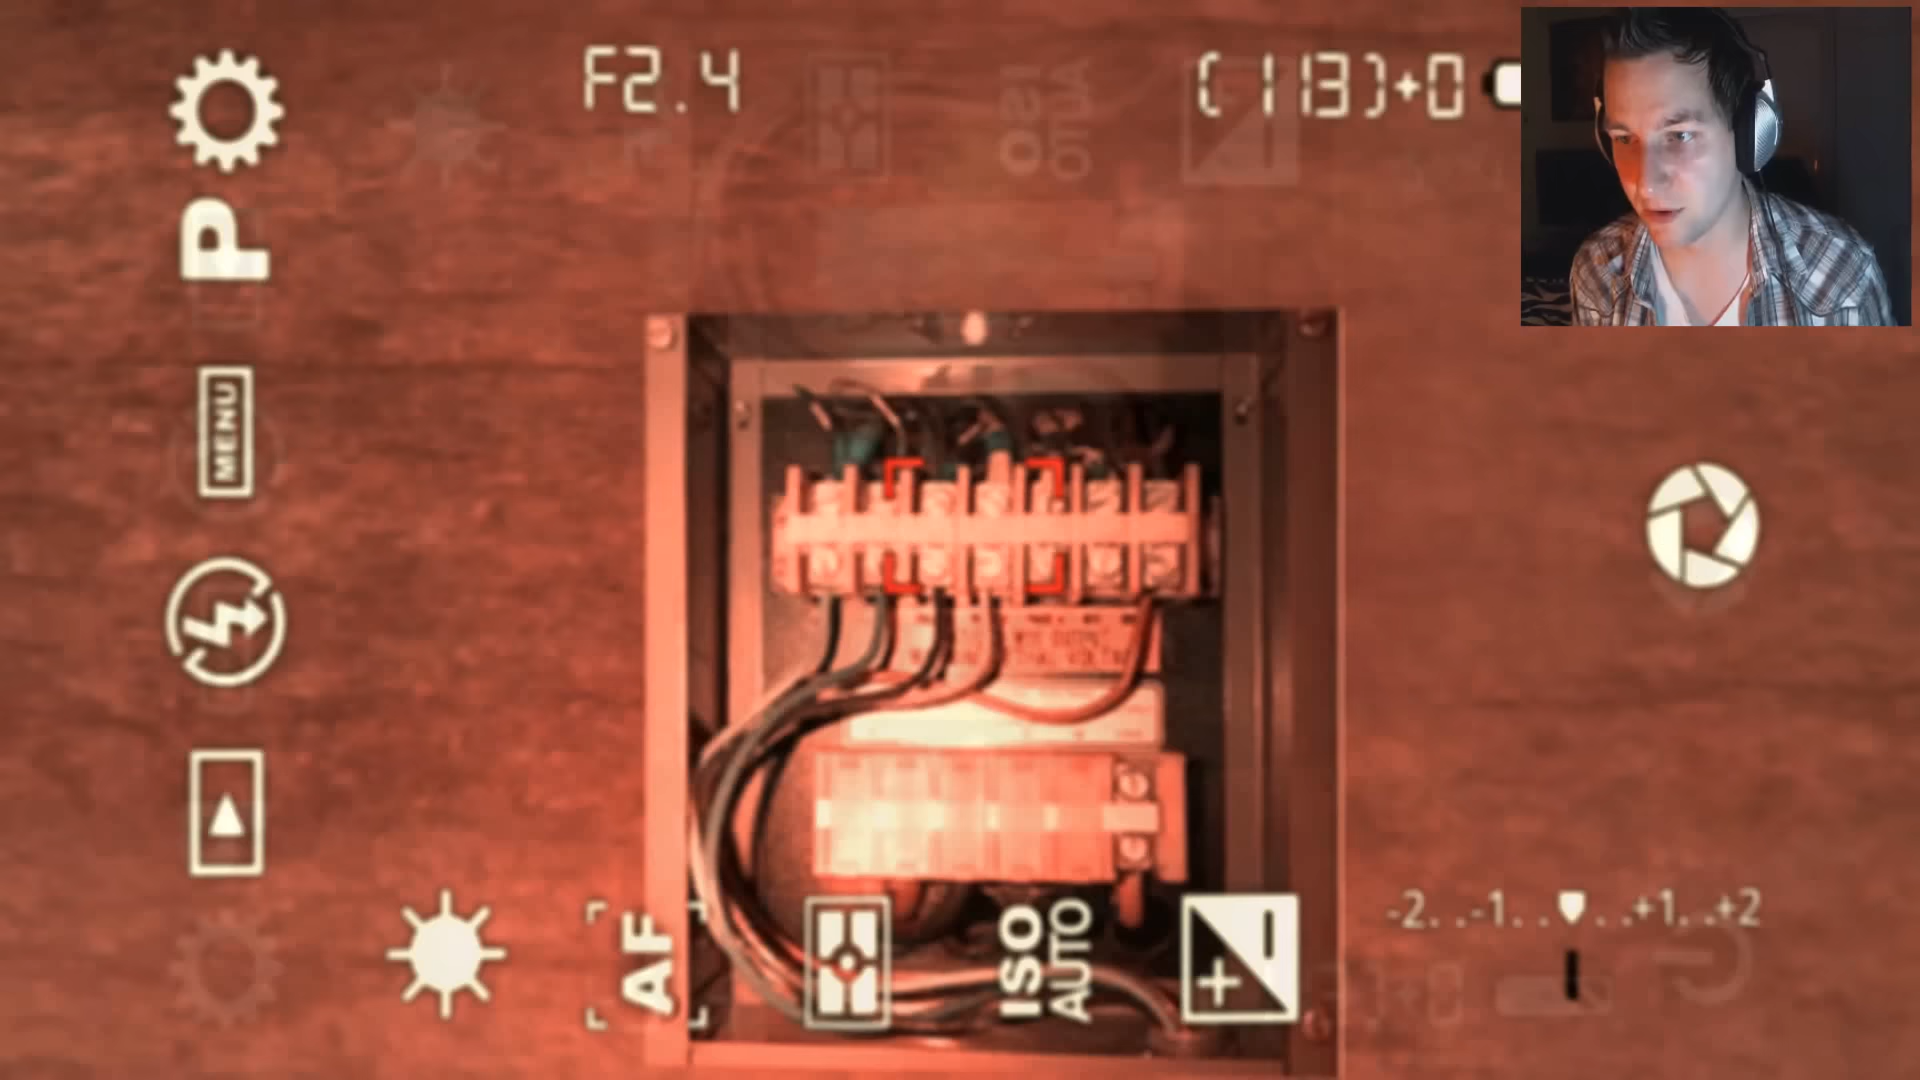 F2.4
(113)+0
P
MENU
AF
ISO
AUTO
-2. .-1. . . .+1. .+2